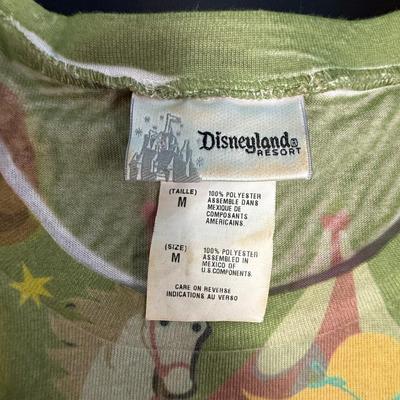 Disneyland®
RESORT
(TAILLE)
M
100% POLYESTER
ASSEMBLE DANS
MEXIQUE DE
COMPOSANTS
AMERICAINS.
(SIZE)
M
100% POLYESTER
ASSEMBLED IN
MEXICO OF
U.S.COMPONENTS.
CARE ON REVERSE
INDICATIONS AU VERSO